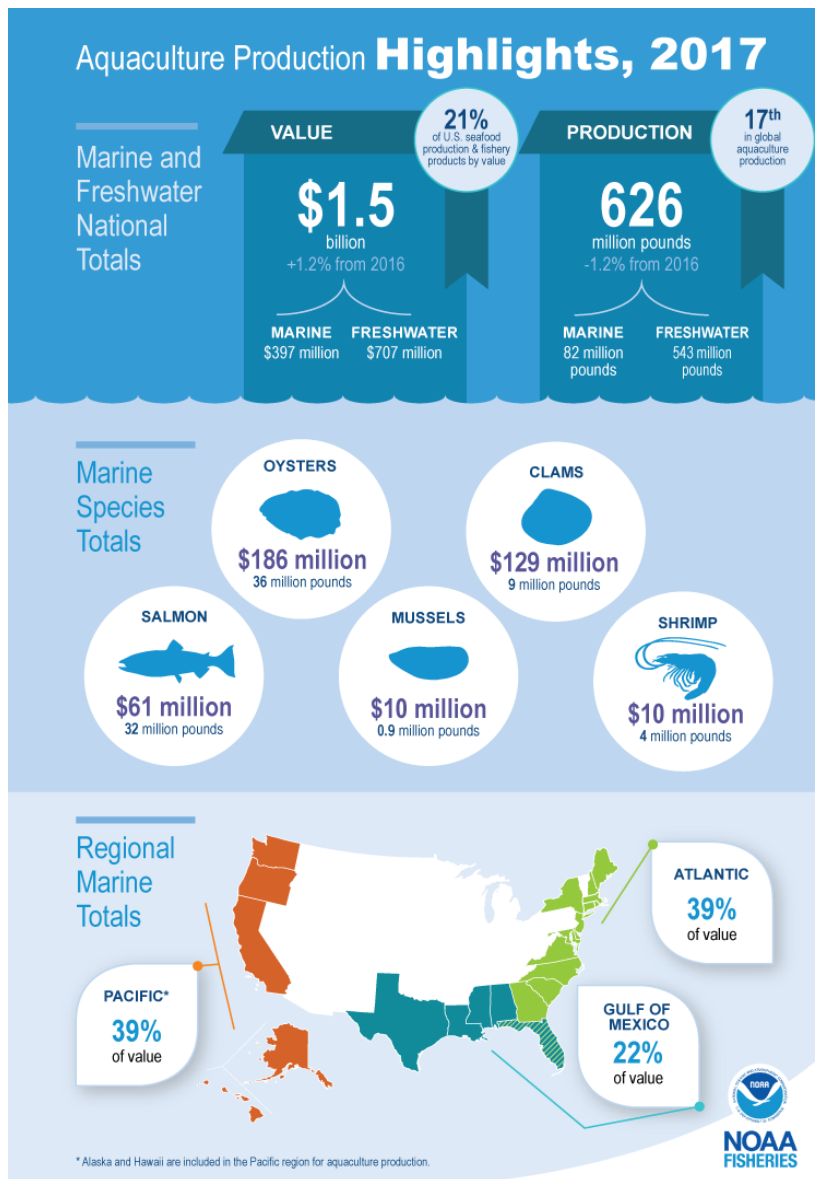 Aquaculture Production Highlights, 2017
Marine and
Freshwater
National
Totals
VALUE
21%
of U.S. seafood
production & fishery
products by value
$1.5
billion
+1.2% from 2016
MARINE
$397 million
FRESHWATER
$707 million
PRODUCTION
17th
in global
aquaculture
production
626
million pounds
-1.2% from 2016
MARINE
82 million
pounds
FRESHWATER
543 million
pounds
Marine
Species
Totals
OYSTERS
$186 million
36 million pounds
CLAMS
$129 million
9 million pounds
SALMON
$61 million
32 million pounds
MUSSELS
$10 million
0.9 million pounds
SHRIMP
$10 million
4 million pounds
Regional
Marine
Totals
ATLANTIC
39%
of value
PACIFIC*
39%
of value
GULF OF
MEXICO
22%
of value
NOAA
NOAA
FISHERIES
* Alaska and Hawaii are included in the Pacific region for aquaculture production.